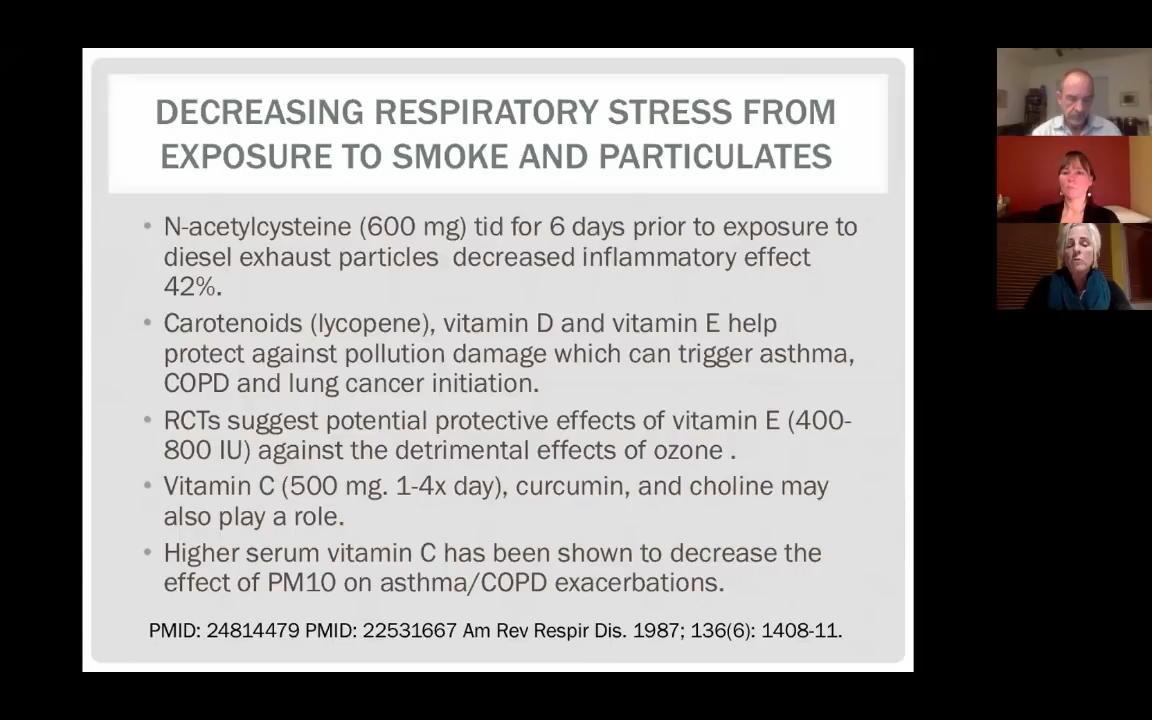 DECREASING RESPIRATORY STRESS FROM
EXPOSURE TO SMOKE AND PARTICULATES
• N-acetylcysteine (600 mg) tid for 6 days prior to exposure to
diesel exhaust particles decreased inflammatory effect
42%.
• Carotenoids (lycopene), vitamin D and vitamin E help
protect against pollution damage which can trigger asthma,
COPD and lung cancer initiation.
• RCTs suggest potential protective effects of vitamin E (400-
800 IU) against the detrimental effects of ozone .
• Vitamin C (500 mg. 1-4x day), curcumin, and choline may
also play a role.
• Higher serum vitamin C has been shown to decrease the
effect of PM10 on asthma/COPD exacerbations.
PMID: 24814479 PMID: 22531667 Am Rev Respir Dis. 1987; 136(6): 1408-11.